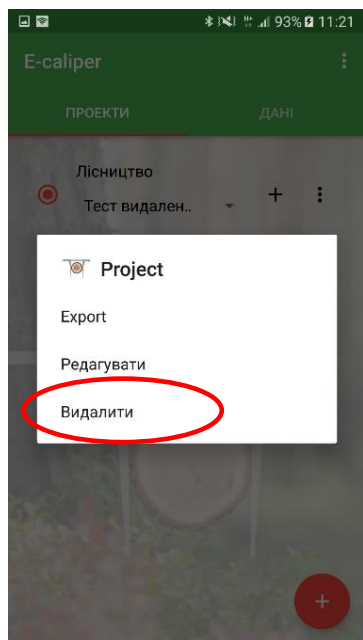 93% 11:21
E-caliper
ПРОЕКТИ ДАНІ
Лісництво
Тест видален..
+
Project
Export
Редагувати
Видалити
+